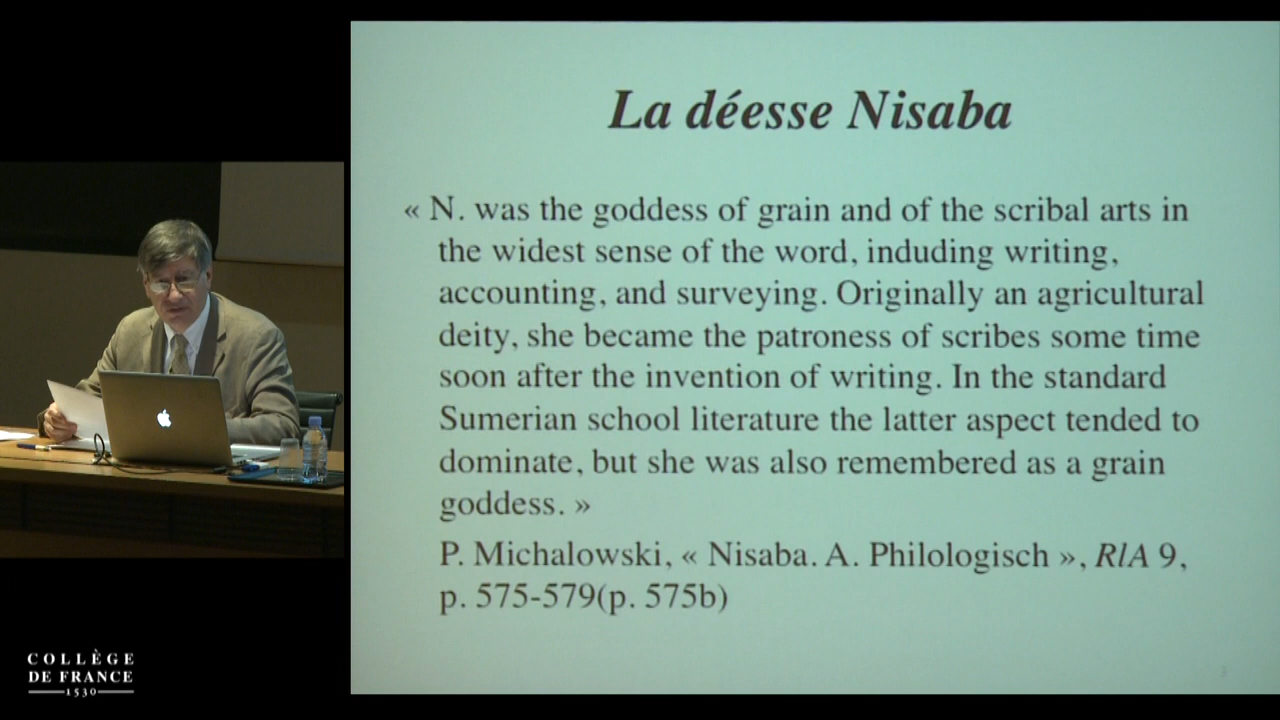 La déesse Nisaba
« N. was the goddess of grain and of the scribal arts in
the widest sense of the word, induding writing,
accounting, and surveying. Originally an agricultural
deity, she became the patroness of scribes some time
soon after the invention of writing. In the standard
Sumerian school literature the latter aspect tended to
dominate, but she was also remembered as a grain
goddess. »
P. Michalowski, « Nisaba. A. Philologisch », RlA 9,
p. 575-579(p. 575b)
3
COLLÈGE
DE FRANCE
1530